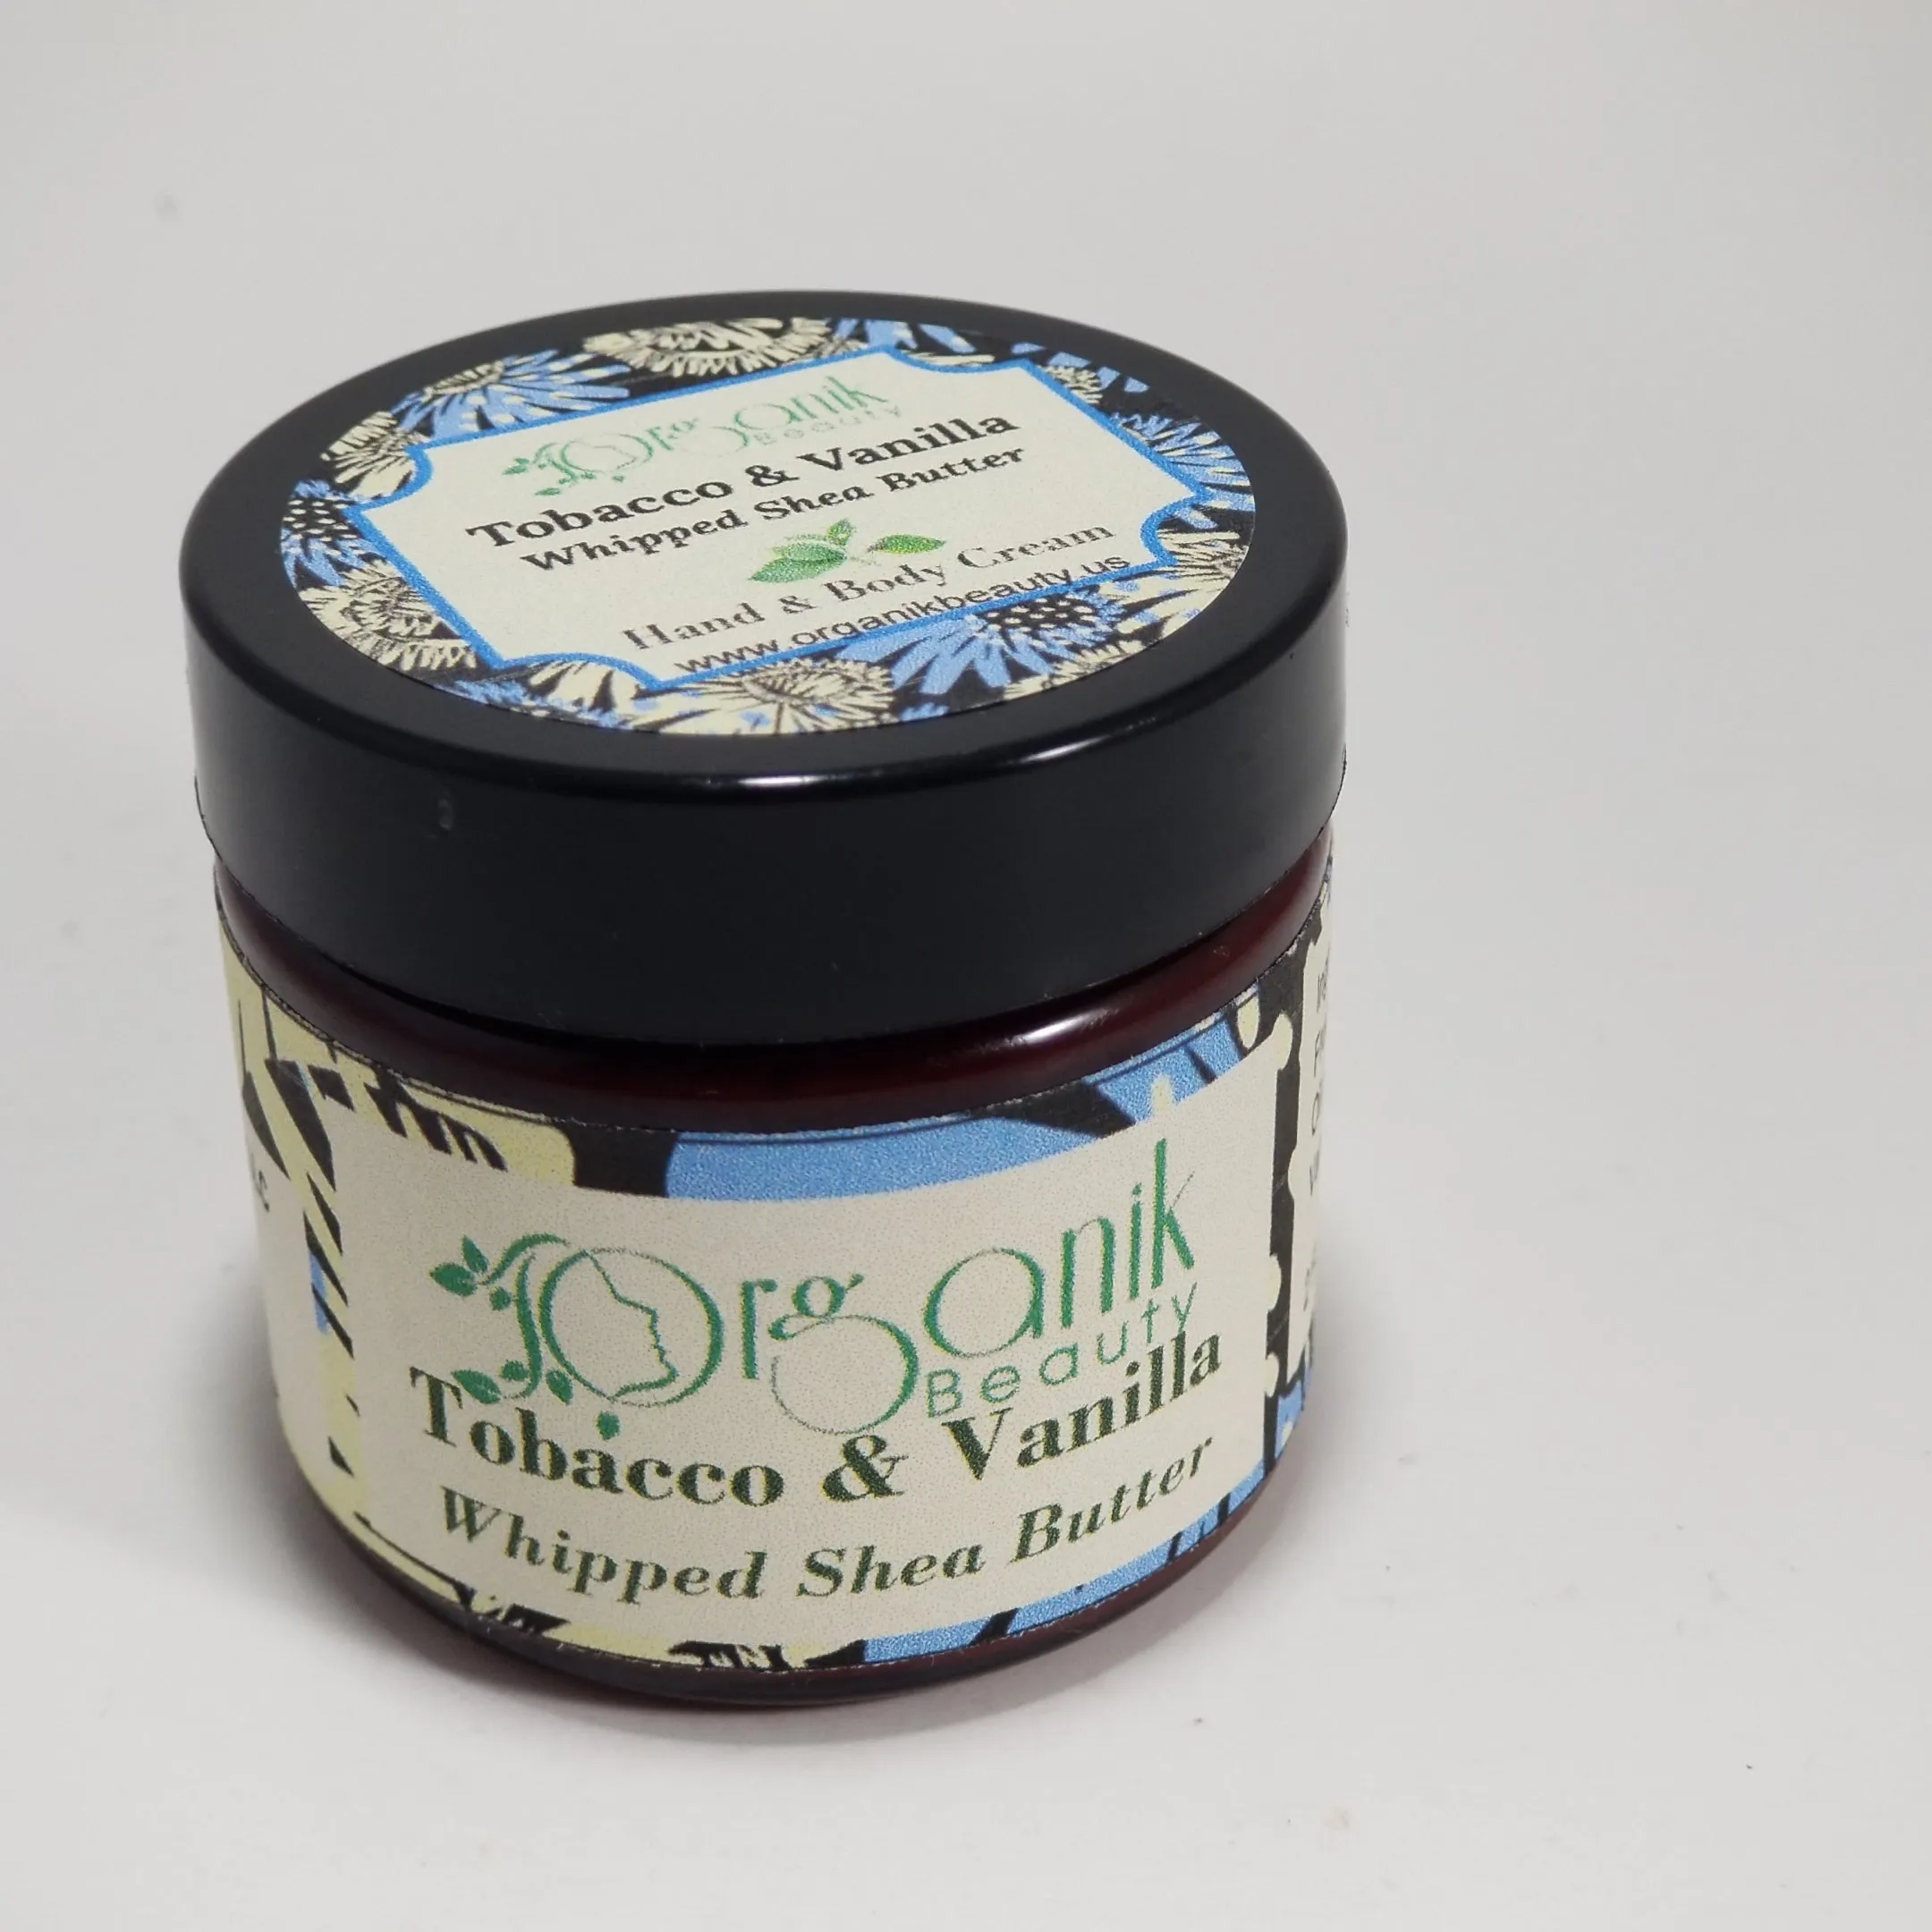 Organik
Beauty
Tobacco & Vanilla
Whipped Shea Butter
Hand & Body Cream
www.organikbeauty.us
Organik
Beauty
Tobacco & Vanilla
Whipped Shea Butter